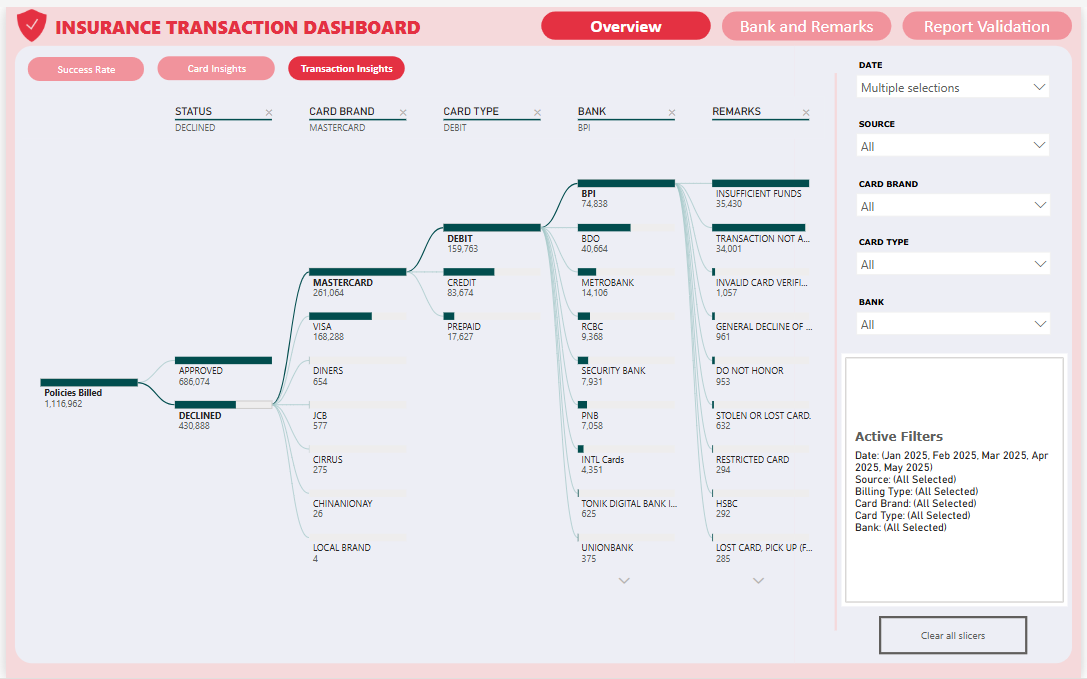 INSURANCE TRANSACTION DASHBOARD
Overview
Bank and Remarks
Report Validation
Success Rate
Card Insights
Transaction Insights
STATUS
DECLINED
CARD BRAND
MASTERCARD
CARD TYPE
DEBIT
BANK
BPI
REMARKS
Policies Billed
1,116,962
APPROVED
686,074
DECLINED
430,888
MASTERCARD
261,064
VISA
168,288
DINERS
654
JCB
577
CIRRUS
275
CHINANIONAY
26
LOCAL BRAND
4
DEBIT
159,763
CREDIT
83,674
PREPAID
17,627
BPI
74,838
BDO
40,664
METROBANK
14,106
RCBC
9,368
SECURITY BANK
7,931
PNB
7,058
INTL Cards
4,351
TONIK DIGITAL BANK I...
625
UNIONBANK
375
INSUFFICIENT FUNDS
35,430
TRANSACTION NOT A...
34,001
INVALID CARD VERIFI...
1,057
GENERAL DECLINE OF ...
961
DO NOT HONOR
953
STOLEN OR LOST CARD.
632
RESTRICTED CARD
294
HSBC
292
LOST CARD, PICK UP (F...
285
DATE
Multiple selections
SOURCE
All
CARD BRAND
All
CARD TYPE
All
BANK
All
Active Filters
Date: (Jan 2025, Feb 2025, Mar 2025, Apr
2025, May 2025)
Source: (All Selected)
Billing Type: (All Selected)
Card Brand: (All Selected)
Card Type: (All Selected)
Bank: (All Selected)
Clear all slicers